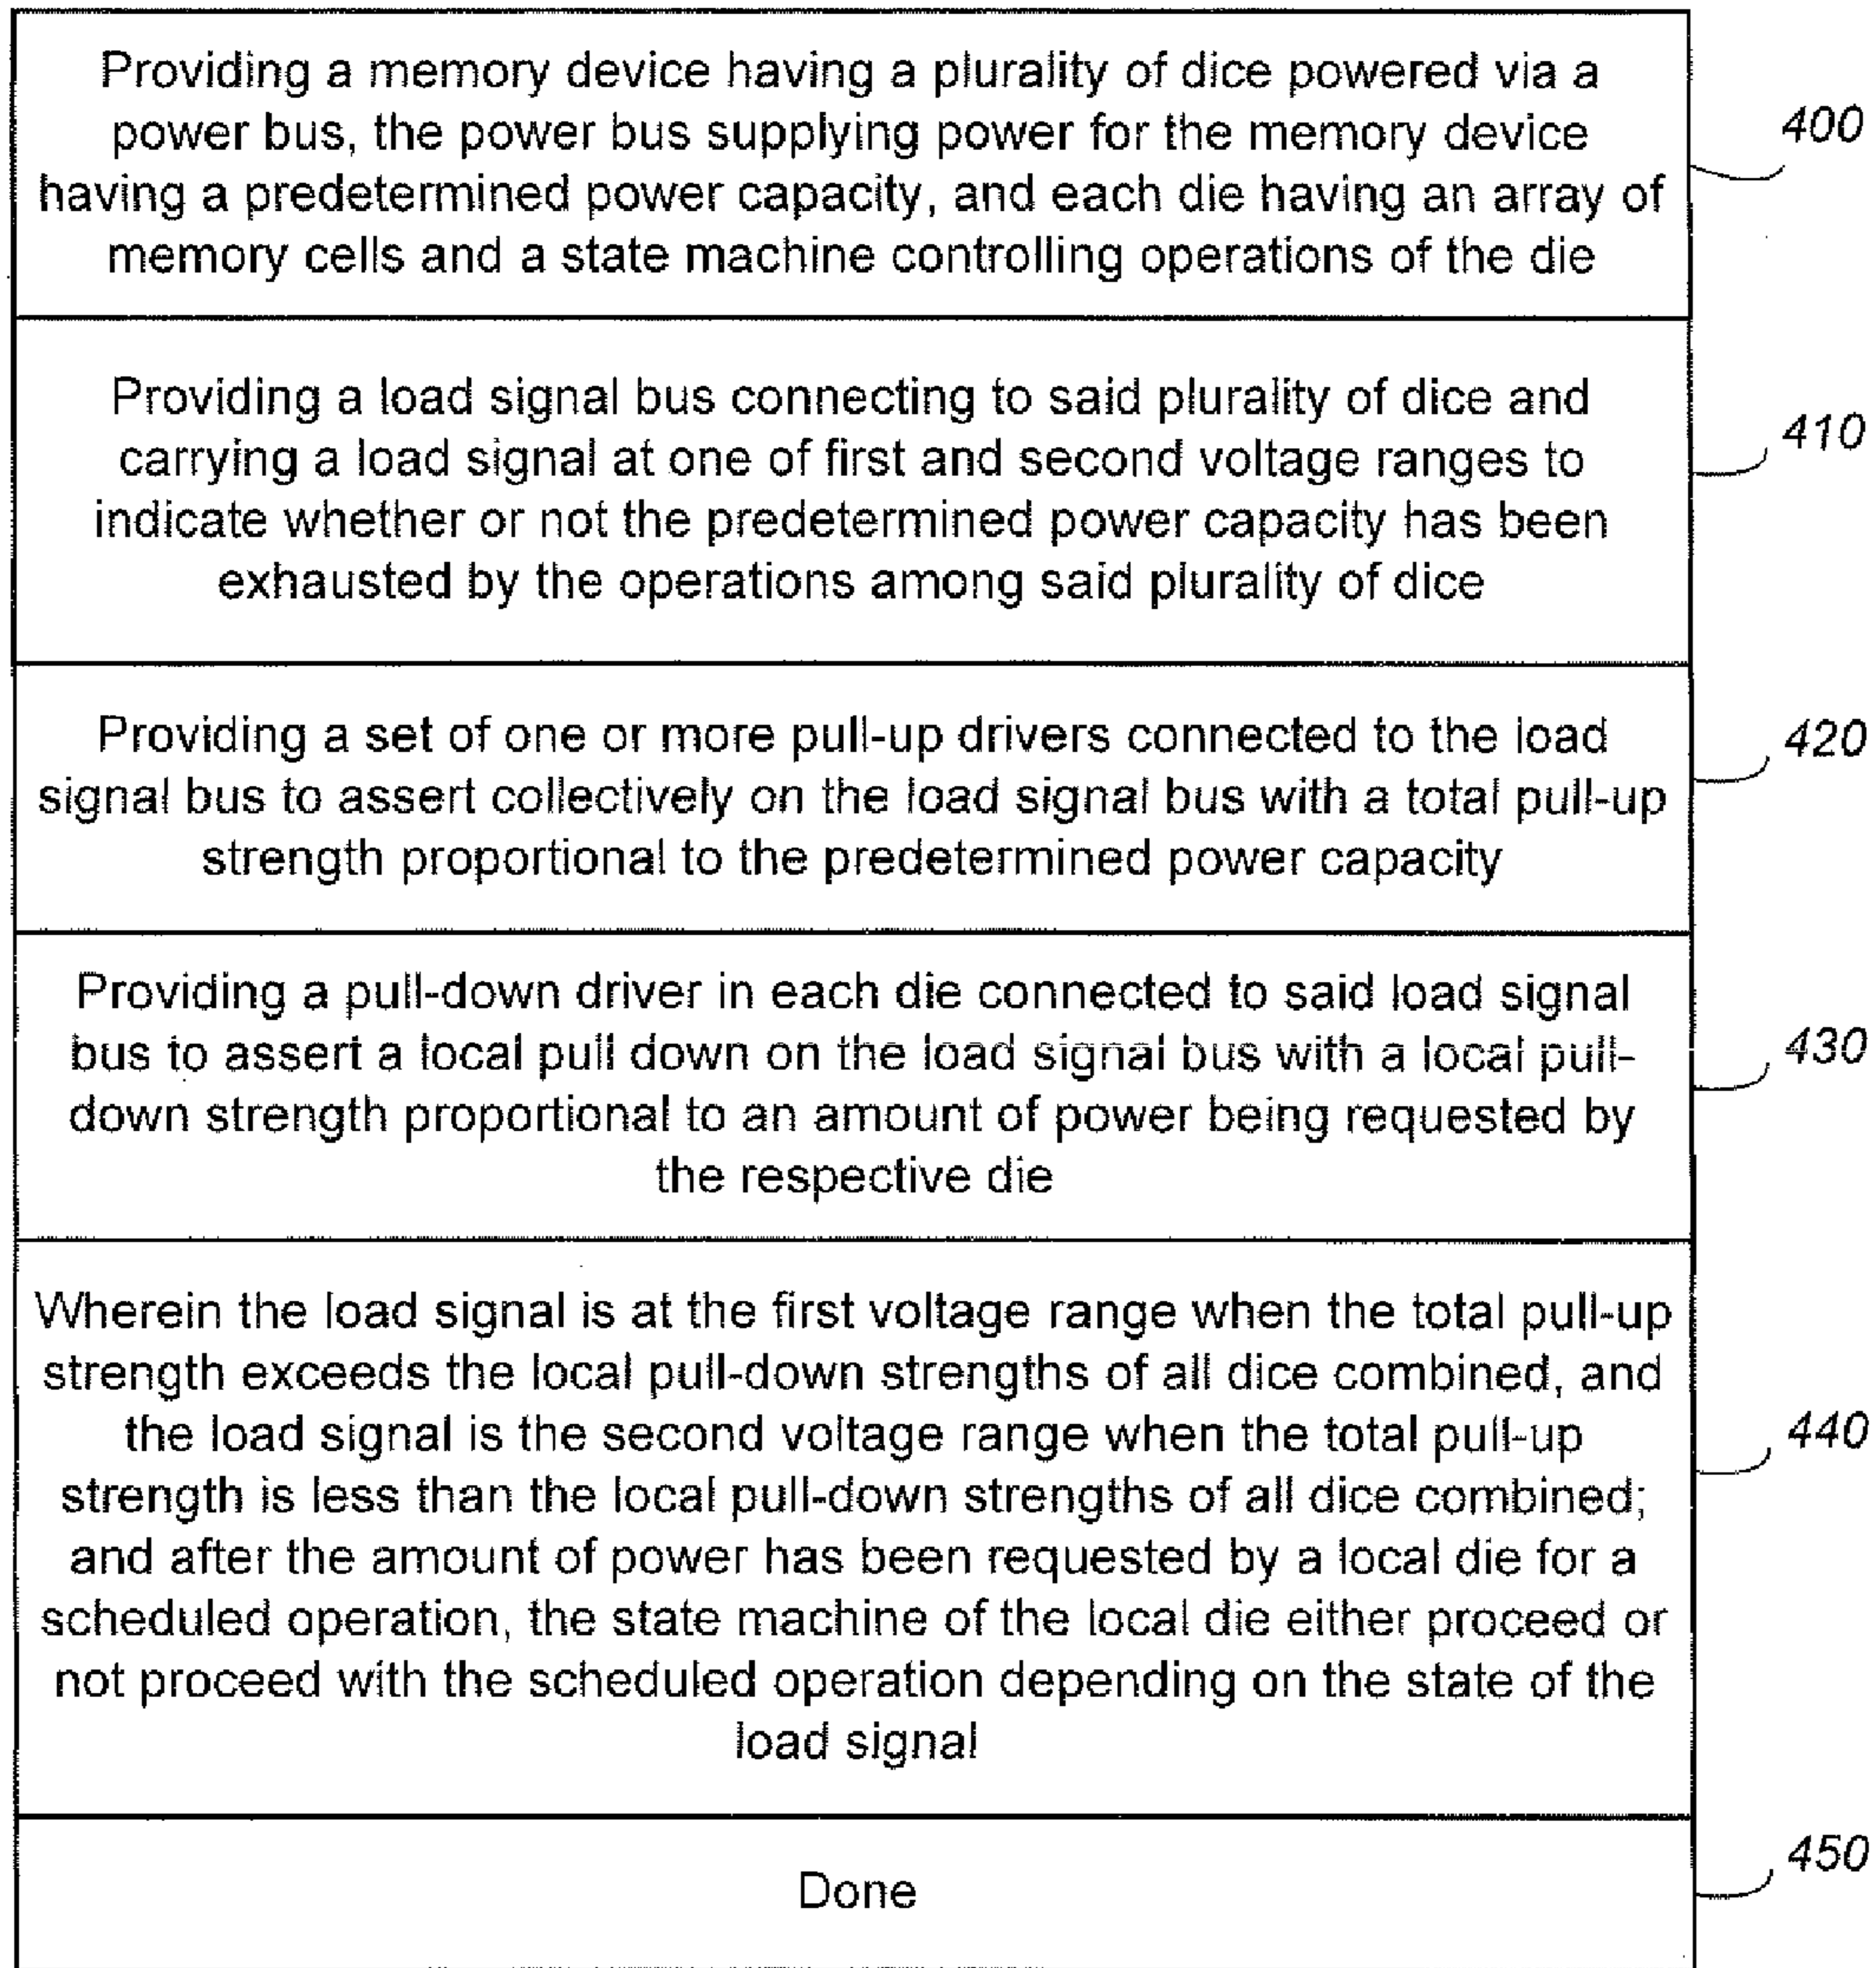 Providing a memory device having a plurality of dice powered via a
power bus, the power bus supplying power for the memory device
having a predetermined power capacity, and each die having an array of
memory cells and a state machine controlling operations of the die
400
Providing a load signal bus connecting to said plurality of dice and
carrying a load signal at one of first and second voltage ranges to
indicate whether or not the predetermined power capacity has been
exhausted by the operations among said plurality of dice
410
Providing a set of one or more pull-up drivers connected to the load
signal bus to assert collectively on the load signal bus with a total pull-up
strength proportional to the predetermined power capacity
420
Providing a pull-down driver in each die connected to said load signal
bus to assert a local pull down on the load signal bus with a local pull-
down strength proportional to an amount of power being requested by
the respective die
430
Wherein the load signal is at the first voltage range when the total pull-up
strength exceeds the local pull-down strengths of all dice combined, and
the load signal is the second voltage range when the total pull-up
strength is less than the local pull-down strengths of all dice combined;
and after the amount of power has been requested by a local die for a
scheduled operation, the state machine of the local die either proceed or
not proceed with the scheduled operation depending on the state of the
load signal
440
Done
450